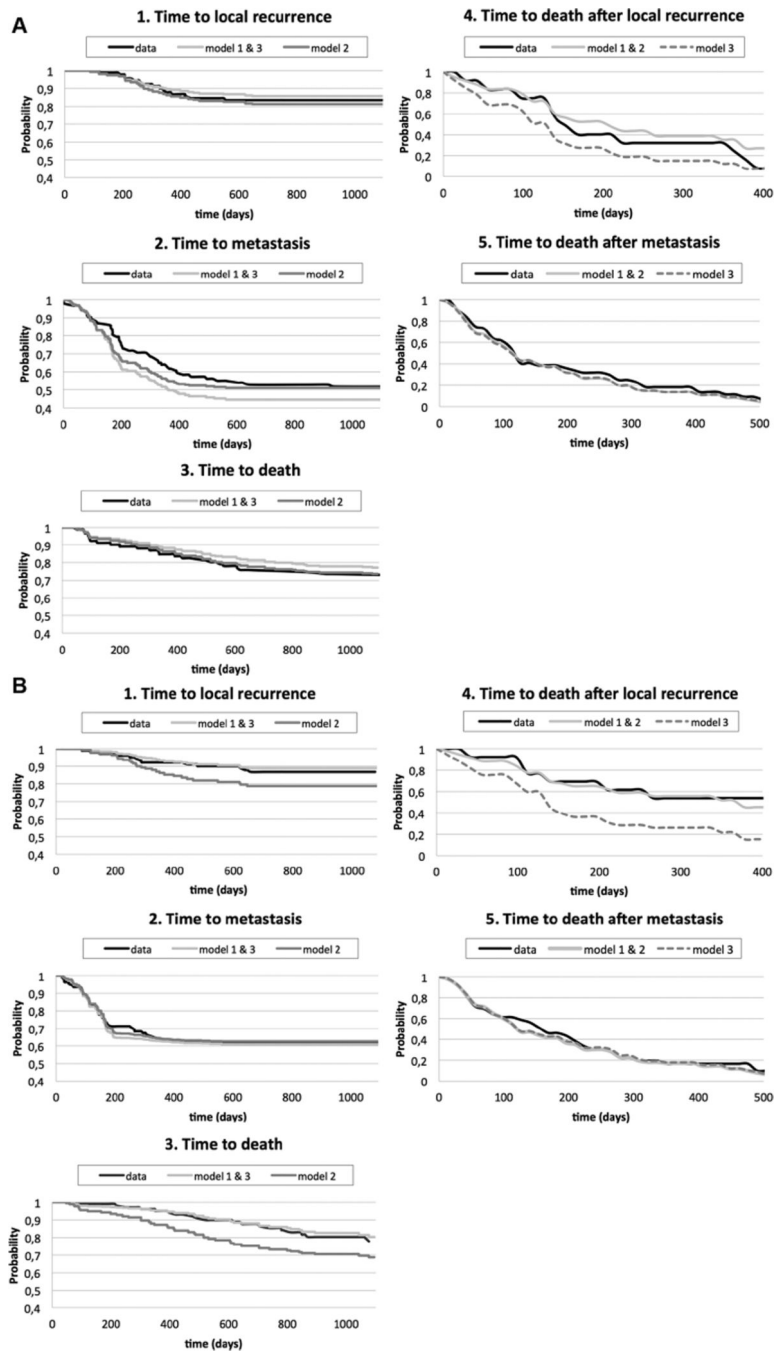 A
1. Time to local recurrence
data model 1 & 3 model 2
Probability
1
0,9
0,8
0,7
0,6
0,5
0,4
0 200 400 600 800 1000
time (days)
4. Time to death after local recurrence
data model 1 & 2 model 3
Probability
1
0,8
0,6
0,4
0,2
0
0 100 200 300 400
time (days)
2. Time to metastasis
data model 1 & 3 model 2
Probability
1
0,9
0,8
0,7
0,6
0,5
0,4
0 200 400 600 800 1000
time (days)
5. Time to death after metastasis
data model 1 & 2 model 3
Probability
1
0,8
0,6
0,4
0,2
0
0 100 200 300 400 500
time (days)
3. Time to death
data model 1 & 3 model 2
Probability
1
0,9
0,8
0,7
0,6
0,5
0,4
0 200 400 600 800 1000
time (days)
B
1. Time to local recurrence
data model 1 & 3 model 2
Probability
1
0,9
0,8
0,7
0,6
0,5
0,4
0 200 400 600 800 1000
time (days)
4. Time to death after local recurrence
data model 1 & 2 model 3
Probability
1
0,8
0,6
0,4
0,2
0
0 100 200 300 400
time (days)
2. Time to metastasis
data model 1 & 3 model 2
Probability
1
0,9
0,8
0,7
0,6
0,5
0,4
0 200 400 600 800 1000
time (days)
5. Time to death after metastasis
data model 1 & 2 model 3
Probability
1
0,8
0,6
0,4
0,2
0
0 100 200 300 400 500
time (days)
3. Time to death
data model 1 & 3 model 2
Probability
1
0,9
0,8
0,7
0,6
0,5
0,4
0 200 400 600 800 1000
time (days)